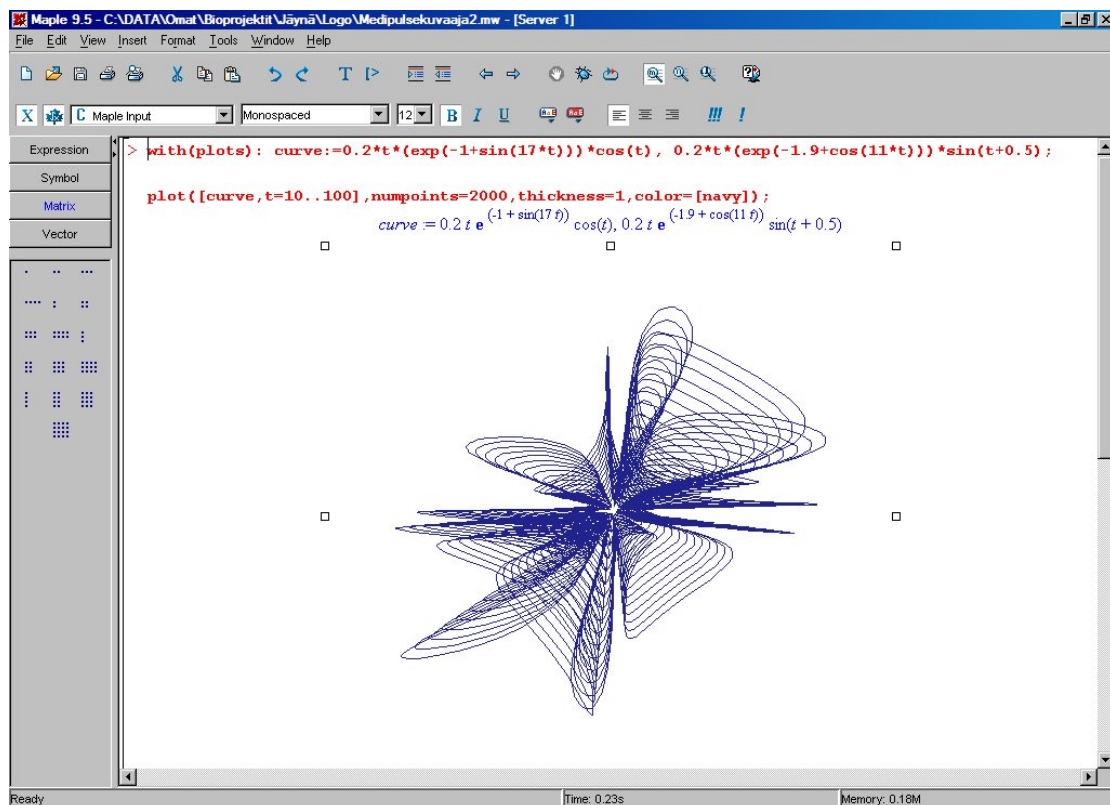 Maple 9.5 - C:\DATA\Omat\Bioprojektit\Jäynä\Logo\Medipulsekuvaaja2.mw - [Server 1]
File Edit View Insert Format Tools Window Help
T [>
X C Maple Input Monospaced 12 B I U !!! !
Expression
Symbol
Matrix
Vector
> with(plots): curve:=0.2*t*(exp(-1+sin(17*t)))*cos(t), 0.2*t*(exp(-1.9+cos(11*t)))*sin(t+0.5);
plot([curve,t=10..100],numpoints=2000,thickness=1,color=[navy]);
curve := 0.2 t e^(-1 + sin(17 t)) cos(t), 0.2 t e^(-1.9 + cos(11 t)) sin(t + 0.5)
Ready Time: 0.23s Memory: 0.18M